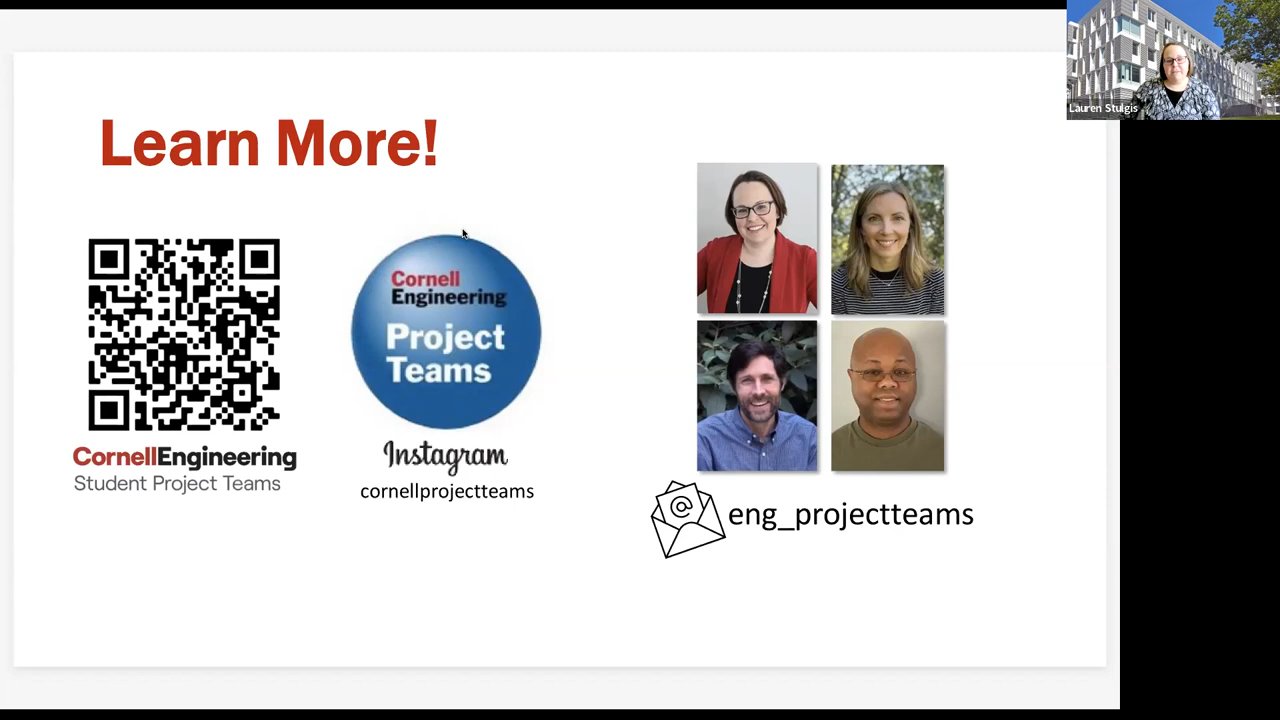 Learn More!
Cornell
Engineering
Project
Teams
CornellEngineering
Student Project Teams
Instagram
cornellprojectteams
@
eng_projectteams
Lauren Stulgis